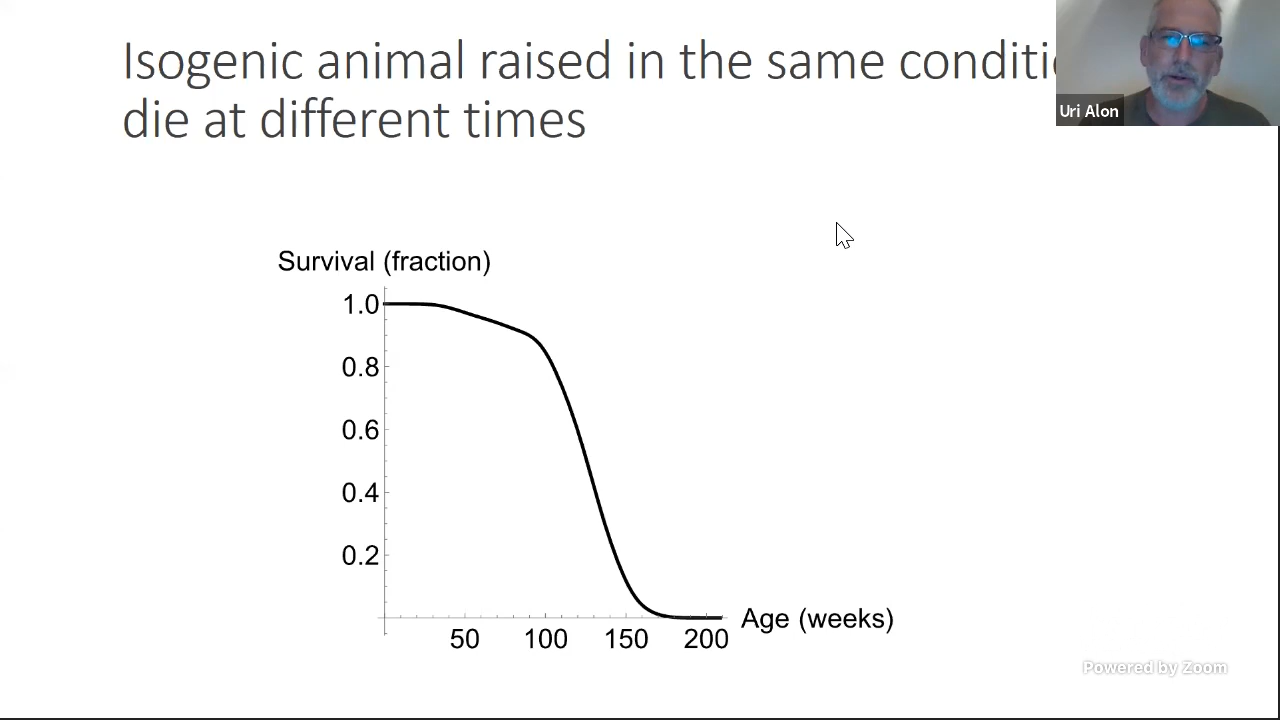 Isogenic animal raised in the same conditi
die at different times
Uri Alon
Survival (fraction)
1.0
0.8
0.6
0.4
0.2
50 100 150 200
Age (weeks)
Powered by Zoom